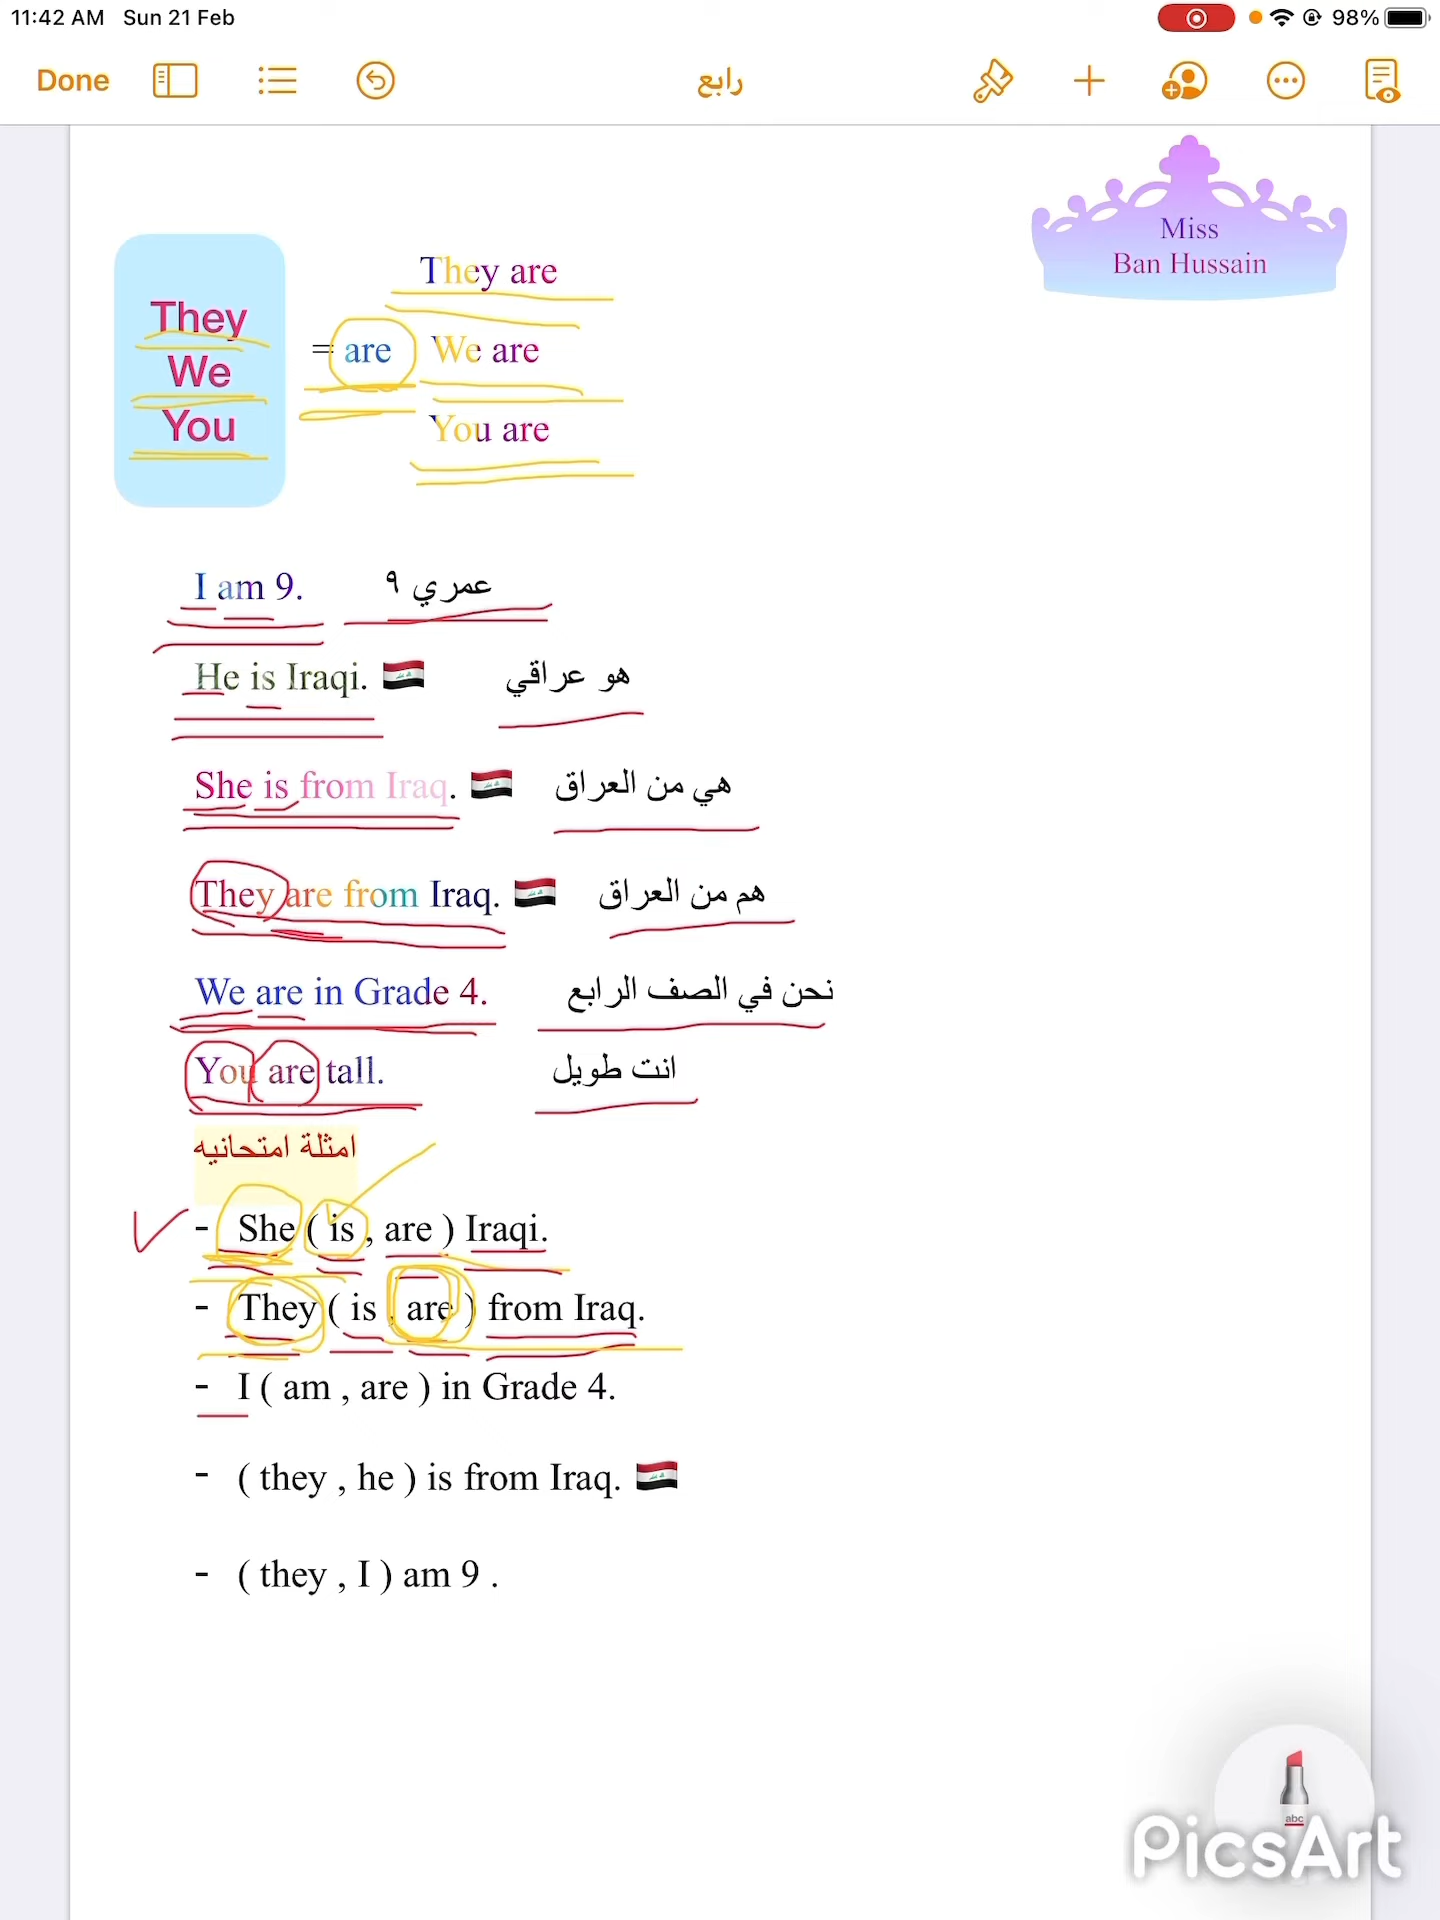 11:42 AM Sun 21 Feb 98%
Done رابع
Miss
Ban Hussain
They
We
You
= are
They are
We are
You are
I am 9. عمري ٩
He is Iraqi. هو عراقي
She is from Iraq. هي من العراق
They are from Iraq. هم من العراق
We are in Grade 4. نحن في الصف الرابع
You are tall. انت طويل
امثلة امتحانيه
- She ( is , are ) Iraqi.
- They ( is , are ) from Iraq.
- I ( am , are ) in Grade 4.
- ( they , he ) is from Iraq.
- ( they , I ) am 9 .
abc
PicsArt